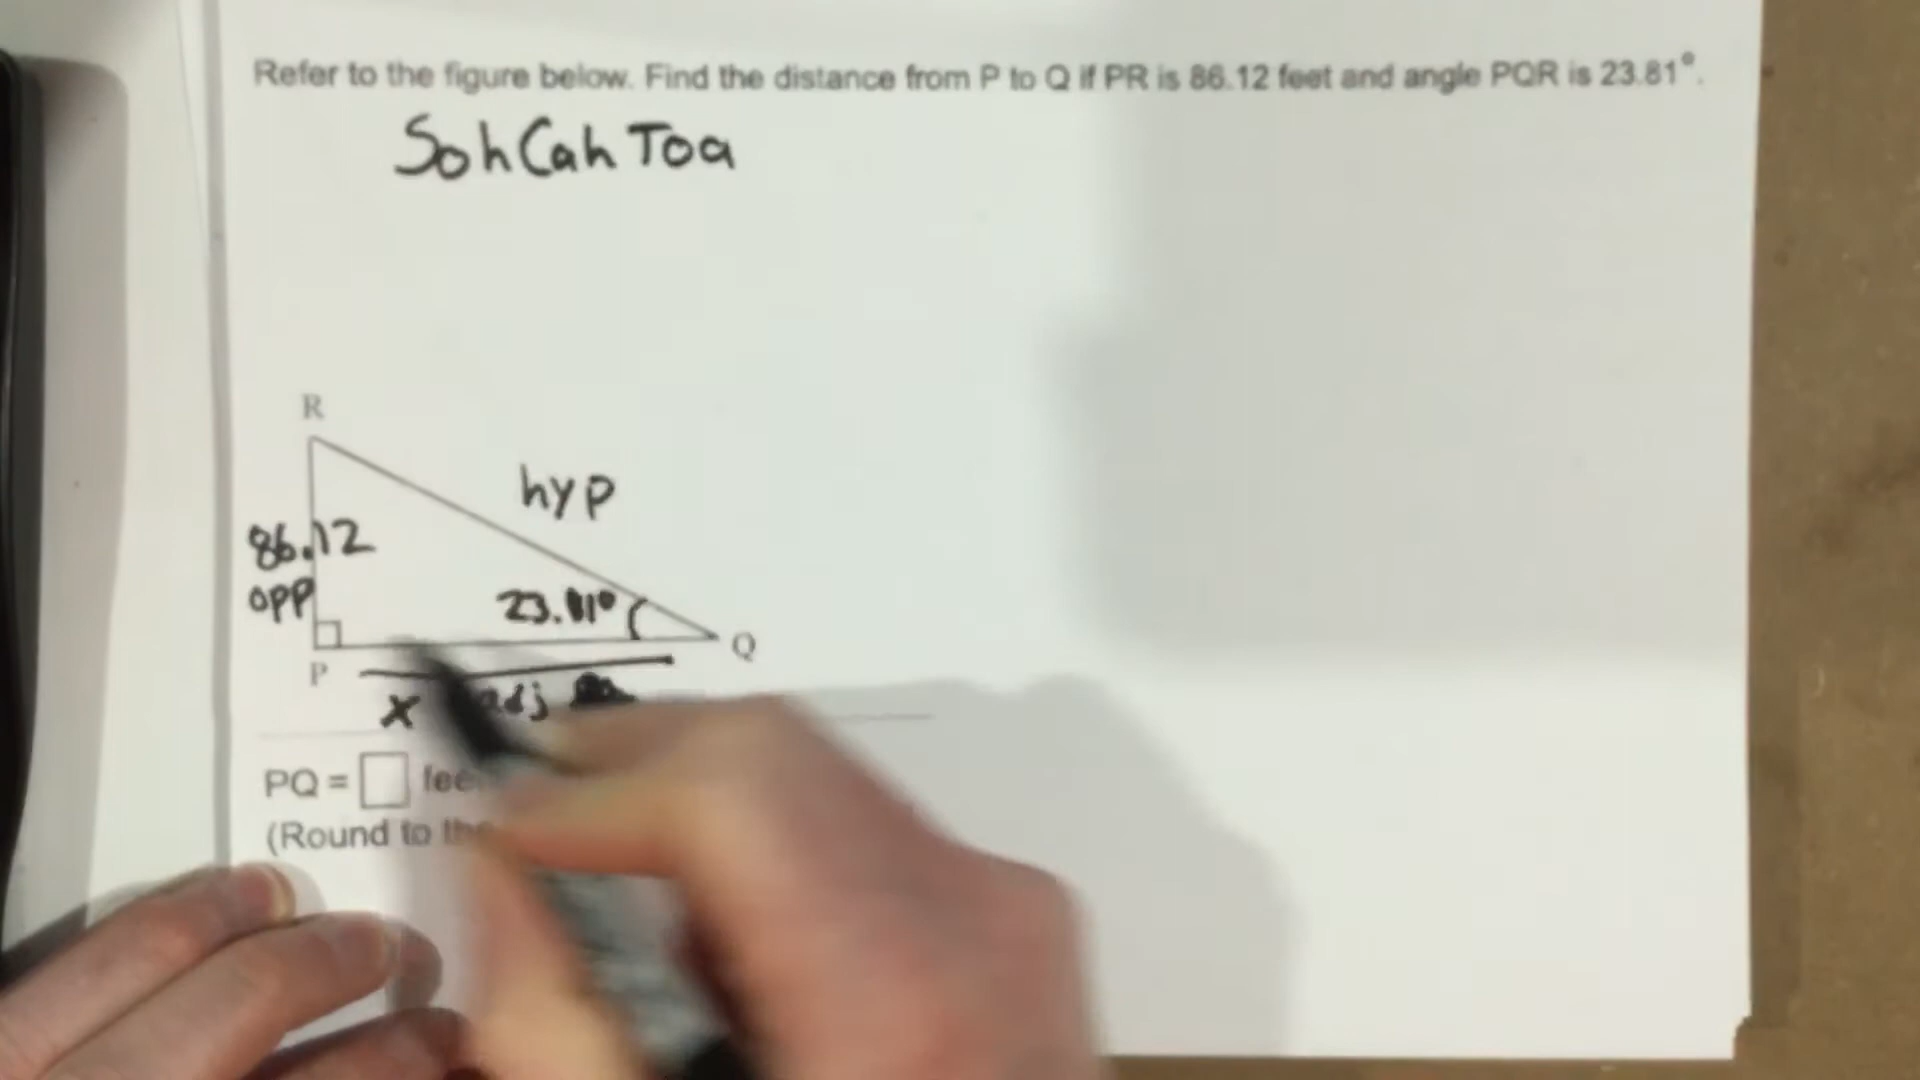 Refer to the figure below. Find the distance from P to Q if PR is 86.12 feet and angle PQR is 23.81°.
SohCahToa
R
hyp
86.12
opp
23.81°
Q
P
x adj
PQ =
(Round to